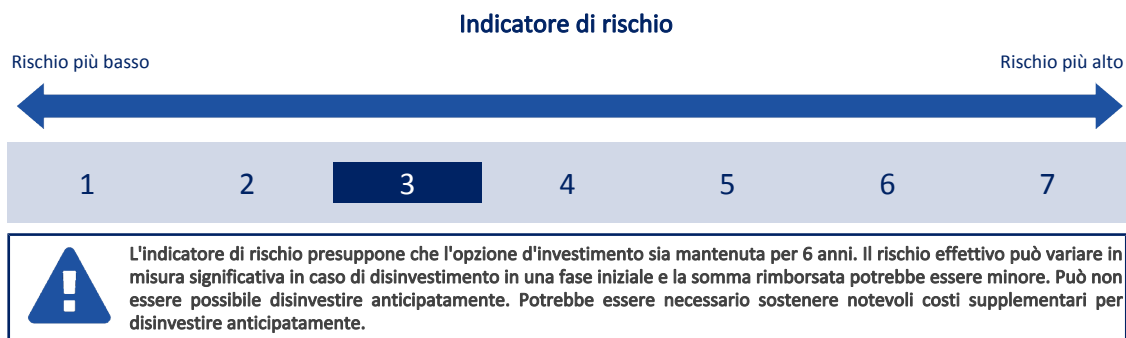 Indicatore di rischio
Rischio più basso
Rischio più alto
1 2 3 4 5 6 7
L'indicatore di rischio presuppone che l'opzione d'investimento sia mantenuta per 6 anni. Il rischio effettivo può variare in
misura significativa in caso di disinvestimento in una fase iniziale e la somma rimborsata potrebbe essere minore. Può non
essere possibile disinvestire anticipatamente. Potrebbe essere necessario sostenere notevoli costi supplementari per
disinvestire anticipatamente.